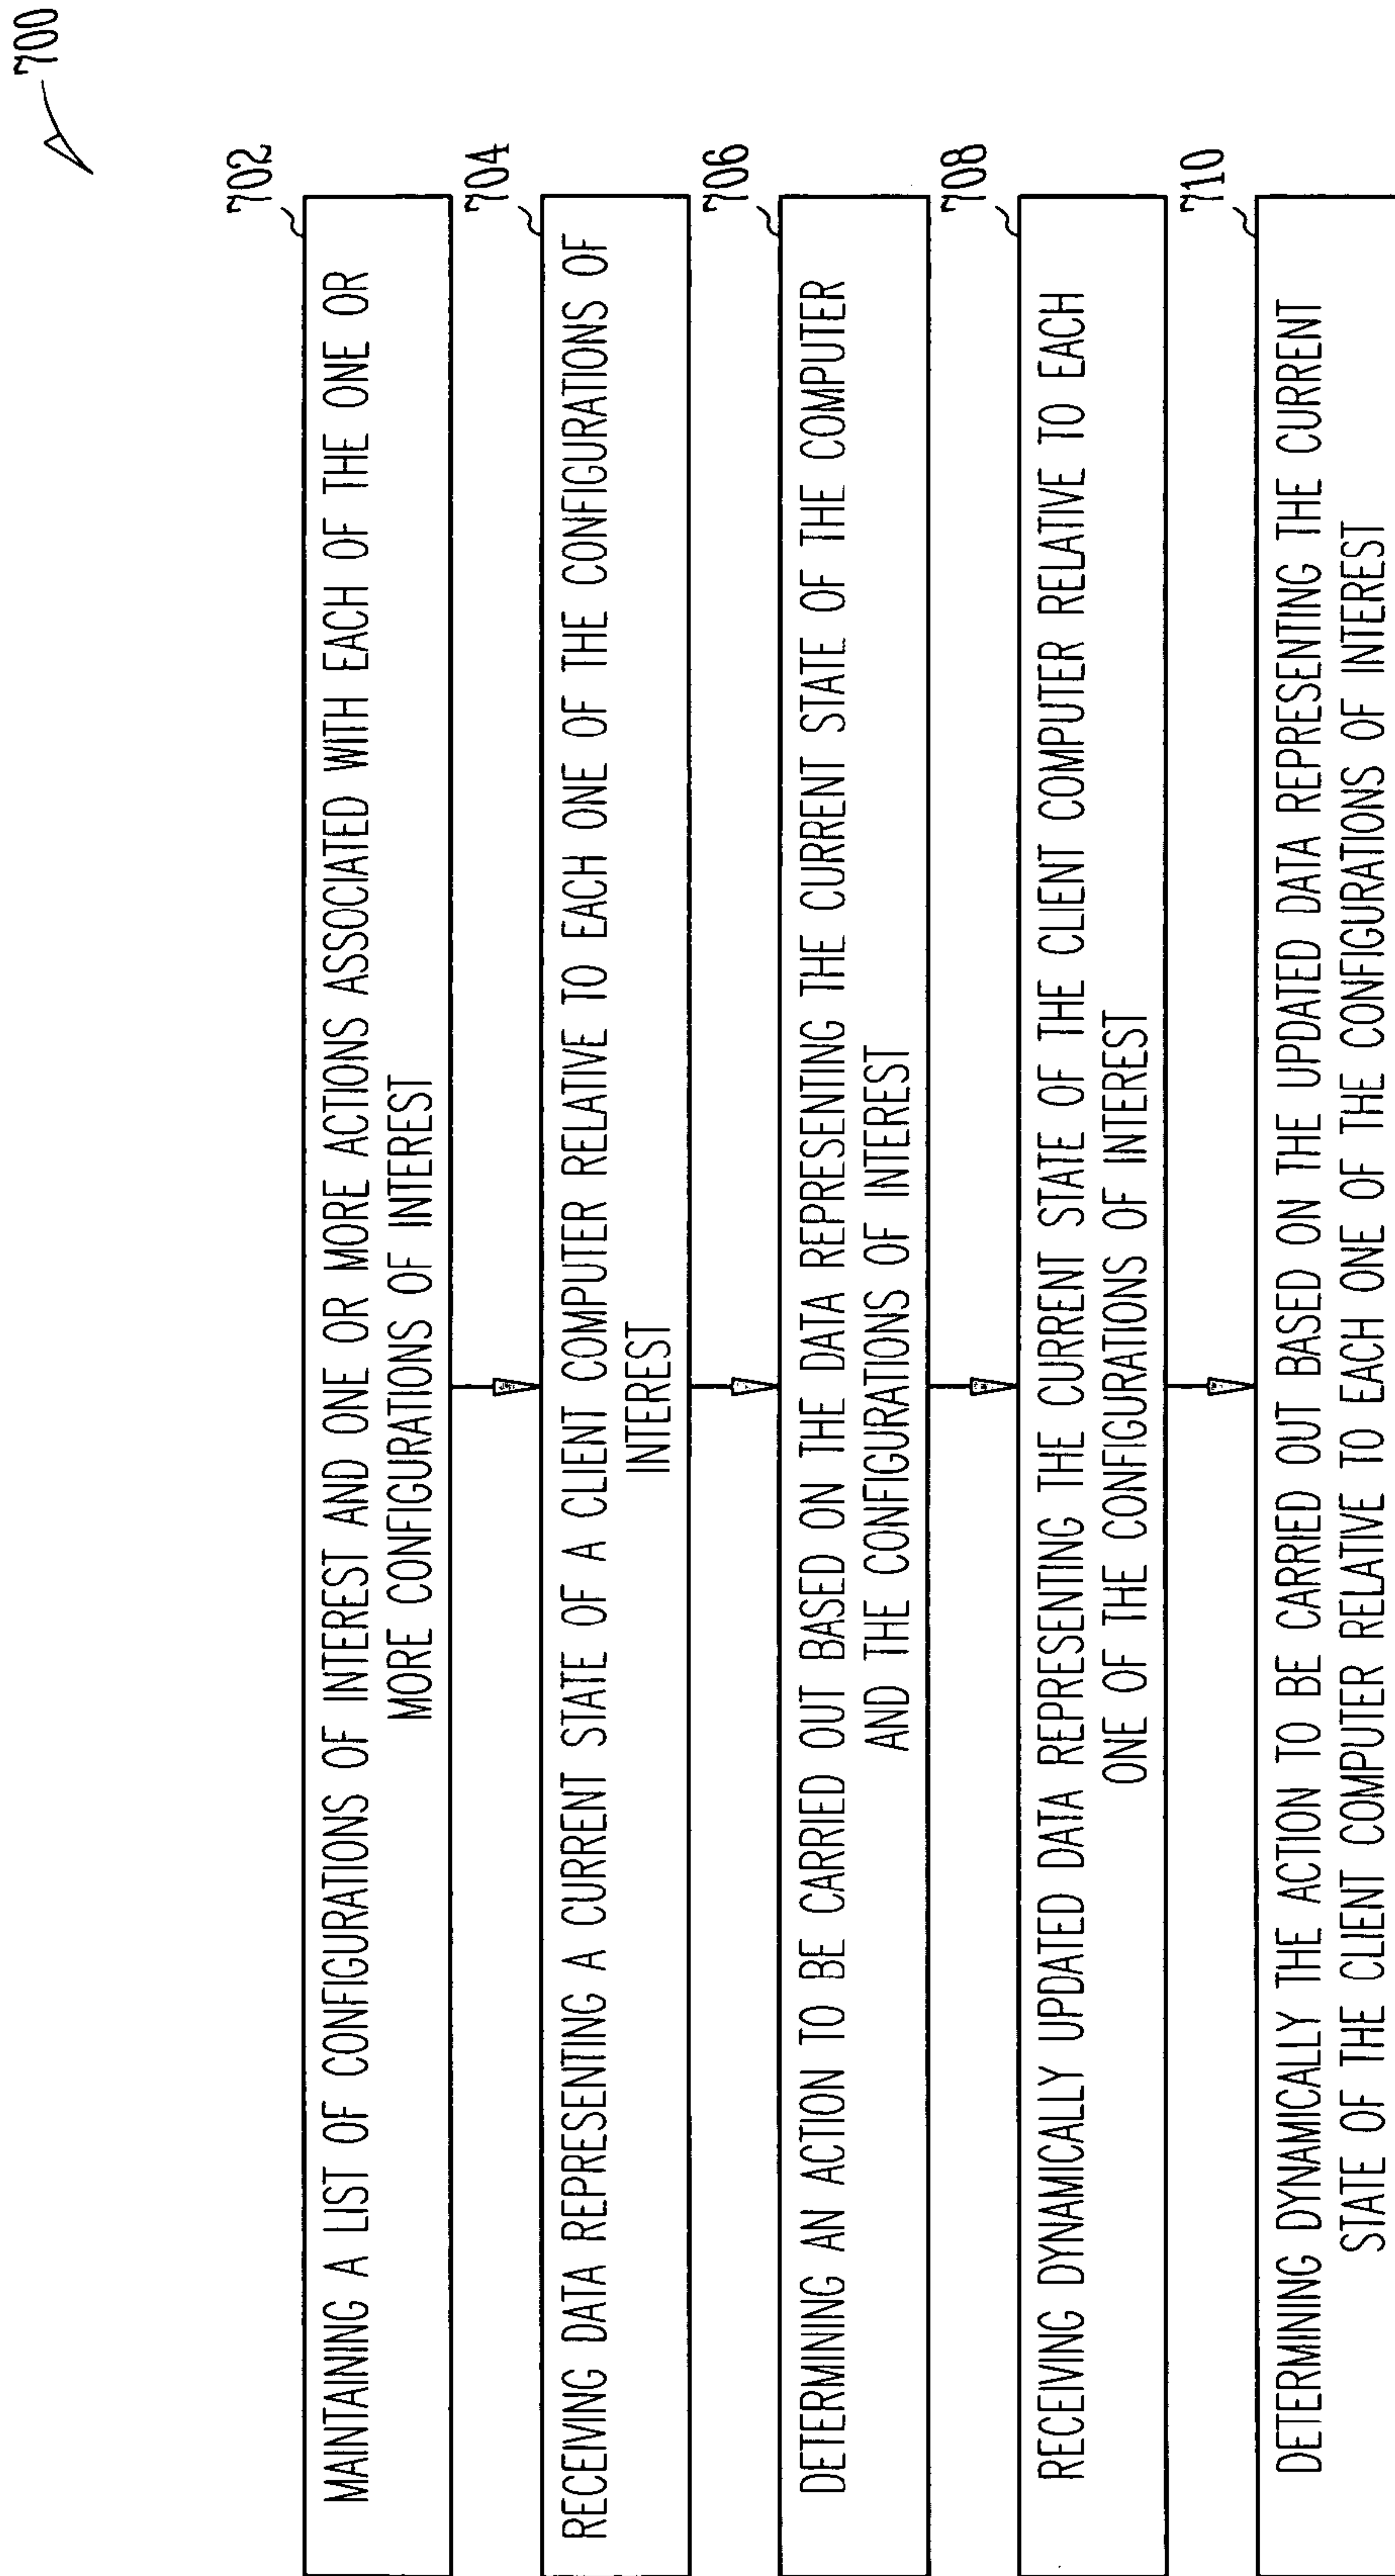 700
702
MAINTAINING A LIST OF CONFIGURATIONS OF INTEREST AND ONE OR MORE ACTIONS ASSOCIATED WITH EACH OF THE ONE OR
MORE CONFIGURATIONS OF INTEREST
704
RECEIVING DATA REPRESENTING A CURRENT STATE OF A CLIENT COMPUTER RELATIVE TO EACH ONE OF THE CONFIGURATIONS OF
INTEREST
706
DETERMINING AN ACTION TO BE CARRIED OUT BASED ON THE DATA REPRESENTING THE CURRENT STATE OF THE COMPUTER
AND THE CONFIGURATIONS OF INTEREST
708
RECEIVING DYNAMICALLY UPDATED DATA REPRESENTING THE CURRENT STATE OF THE CLIENT COMPUTER RELATIVE TO EACH
ONE OF THE CONFIGURATIONS OF INTEREST
710
DETERMINING DYNAMICALLY THE ACTION TO BE CARRIED OUT BASED ON THE UPDATED DATA REPRESENTING THE CURRENT
STATE OF THE CLIENT COMPUTER RELATIVE TO EACH ONE OF THE CONFIGURATIONS OF INTEREST